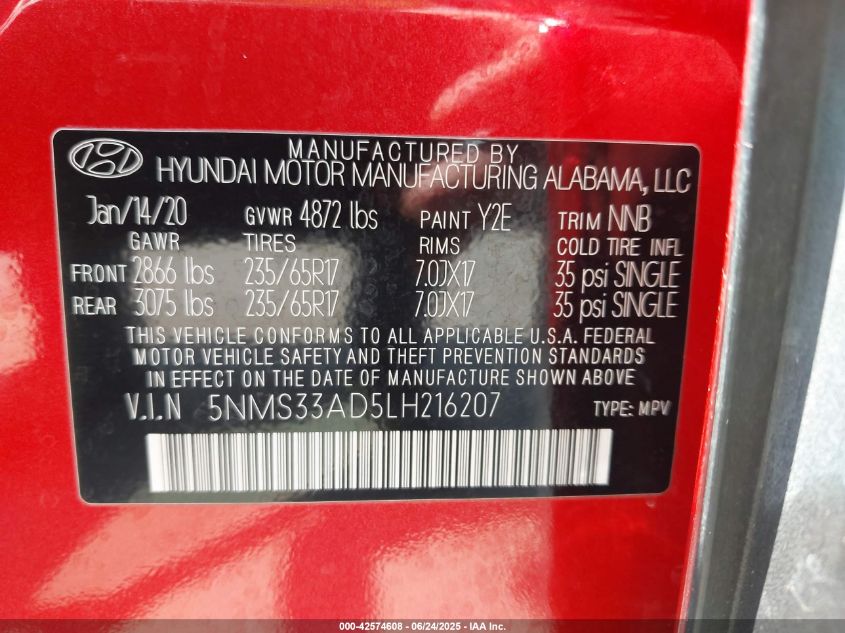 MANUFACTURED BY
HYUNDAI MOTOR MANUFACTURING ALABAMA, LLC
Jan/14/20 GVWR 4872 lbs PAINT Y2E TRIM NNB
GAWR TIRES RIMS COLD TIRE INFL
FRONT 2866 lbs 235/65R17 7.0JX17 35 psi SINGLE
REAR 3075 lbs 235/65R17 7.0JX17 35 psi SINGLE
THIS VEHICLE CONFORMS TO ALL APPLICABLE U.S.A. FEDERAL
MOTOR VEHICLE SAFETY AND THEFT PREVENTION STANDARDS
IN EFFECT ON THE DATE OF MANUFACTURE SHOWN ABOVE
V.I.N 5NMS33AD5LH216207 TYPE: MPV
000-42574608 - 06/24/2025 - IAA Inc.